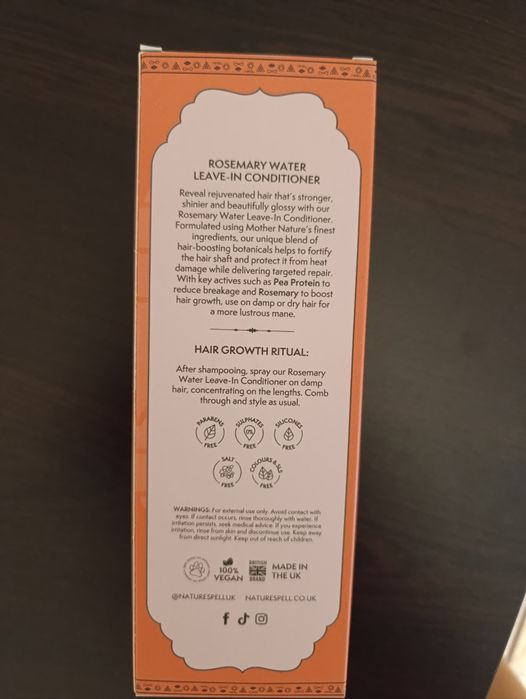 ROSEMARY WATER
LEAVE-IN CONDITIONER
Reveal rejuvenated hair that's stronger,
shinier and beautifully glossy with our
Rosemary Water Leave-In Conditioner.
Formulated using Mother Nature's finest
ingredients, our unique blend of
hair-boosting botanicals helps to fortify
the hair shaft and protect it from heat
damage while delivering targeted repair.
With key actives such as Pea Protein to
reduce breakage and Rosemary to boost
hair growth, use on damp or dry hair for
a more lustrous mane.
HAIR GROWTH RITUAL:
After shampooing, spray our Rosemary
Water Leave-In Conditioner on damp
hair, concentrating on the lengths. Comb
through and style as usual.
PARABENS FREE
SULPHATES 0% FREE
SILICONES FREE
SALT FREE
COLOURS & SLS FREE
WARNINGS: For external use only. Avoid contact with
eyes. If contact occurs, rinse thoroughly with water. If
irritation persists, seek medical advice. If you experience
irritation, rinse from skin and discontinue use. Keep away
from direct sunlight. Keep out of reach of children.
100%
VEGAN
BRITISH
BRAND
MADE IN
THE UK
@NATURESPELLUK NATURESPELL.CO.UK